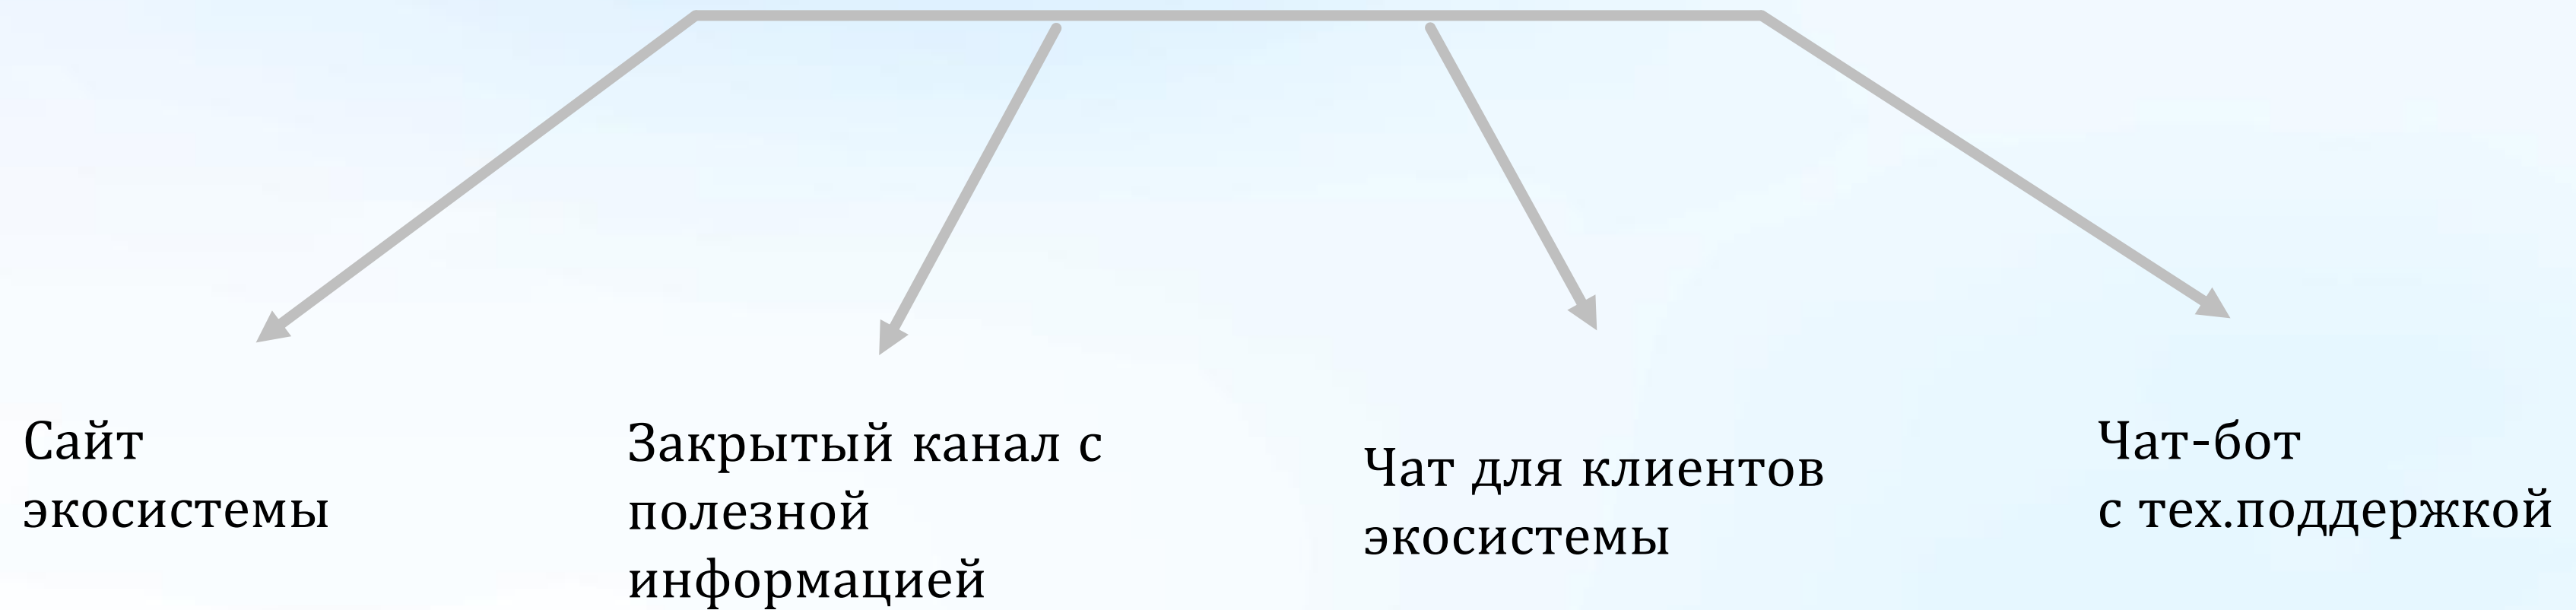 Сайт
экосистемы
Закрытый канал с
полезной
информацией
Чат для клиентов
экосистемы
Чат-бот
с тех.поддержкой